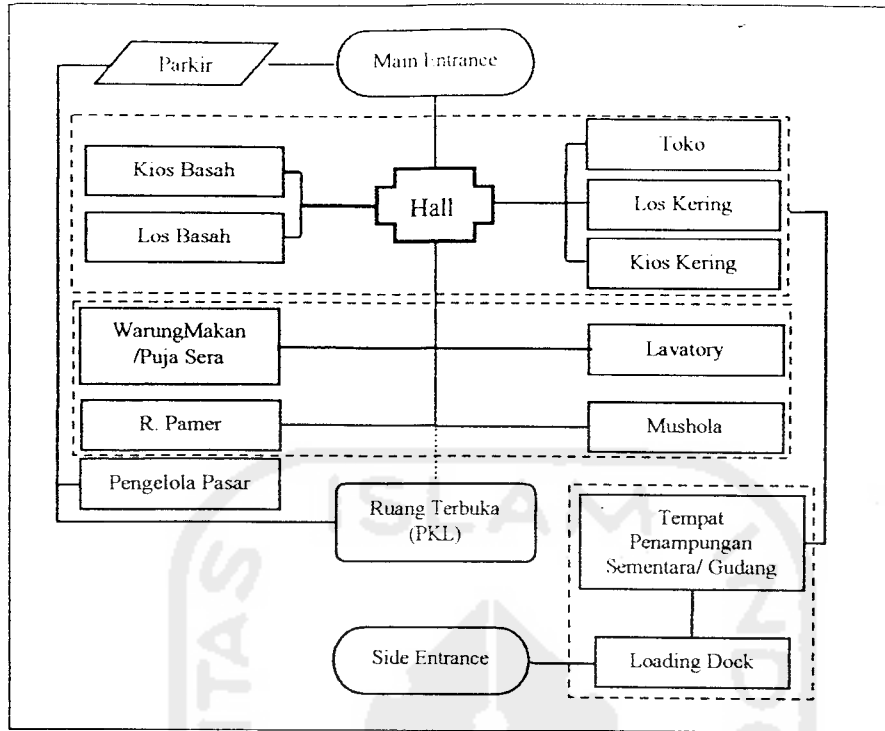 Parkir
Main Entrance
Kios Basah
Los Basah
Hall
Toko
Los Kering
Kios Kering
WarungMakan
/Puja Sera
Lavatory
R. Pamer
Mushola
Pengelola Pasar
Ruang Terbuka
(PKL)
Tempat
Penampungan
Sementara/ Gudang
Side Entrance
Loading Dock
ISLAM